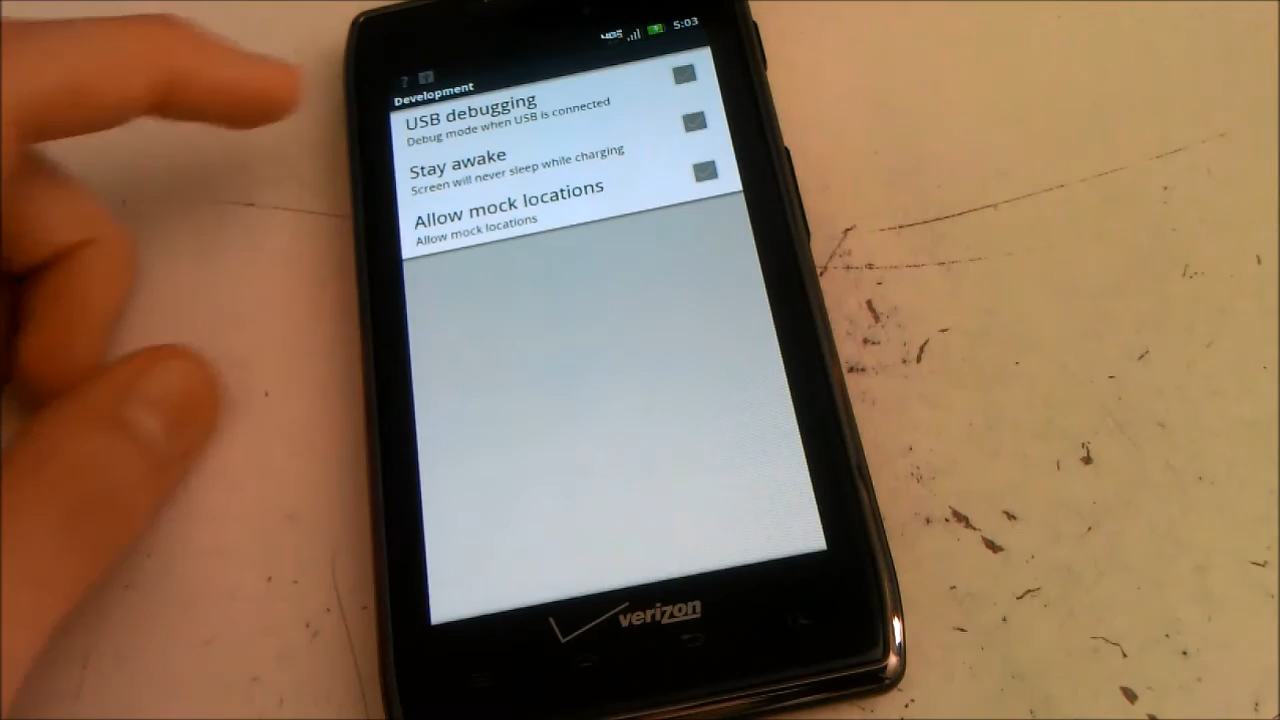 4G 5:03
Development
USB debugging
Debug mode when USB is connected
Stay awake
Screen will never sleep while charging
Allow mock locations
Allow mock locations
verizon